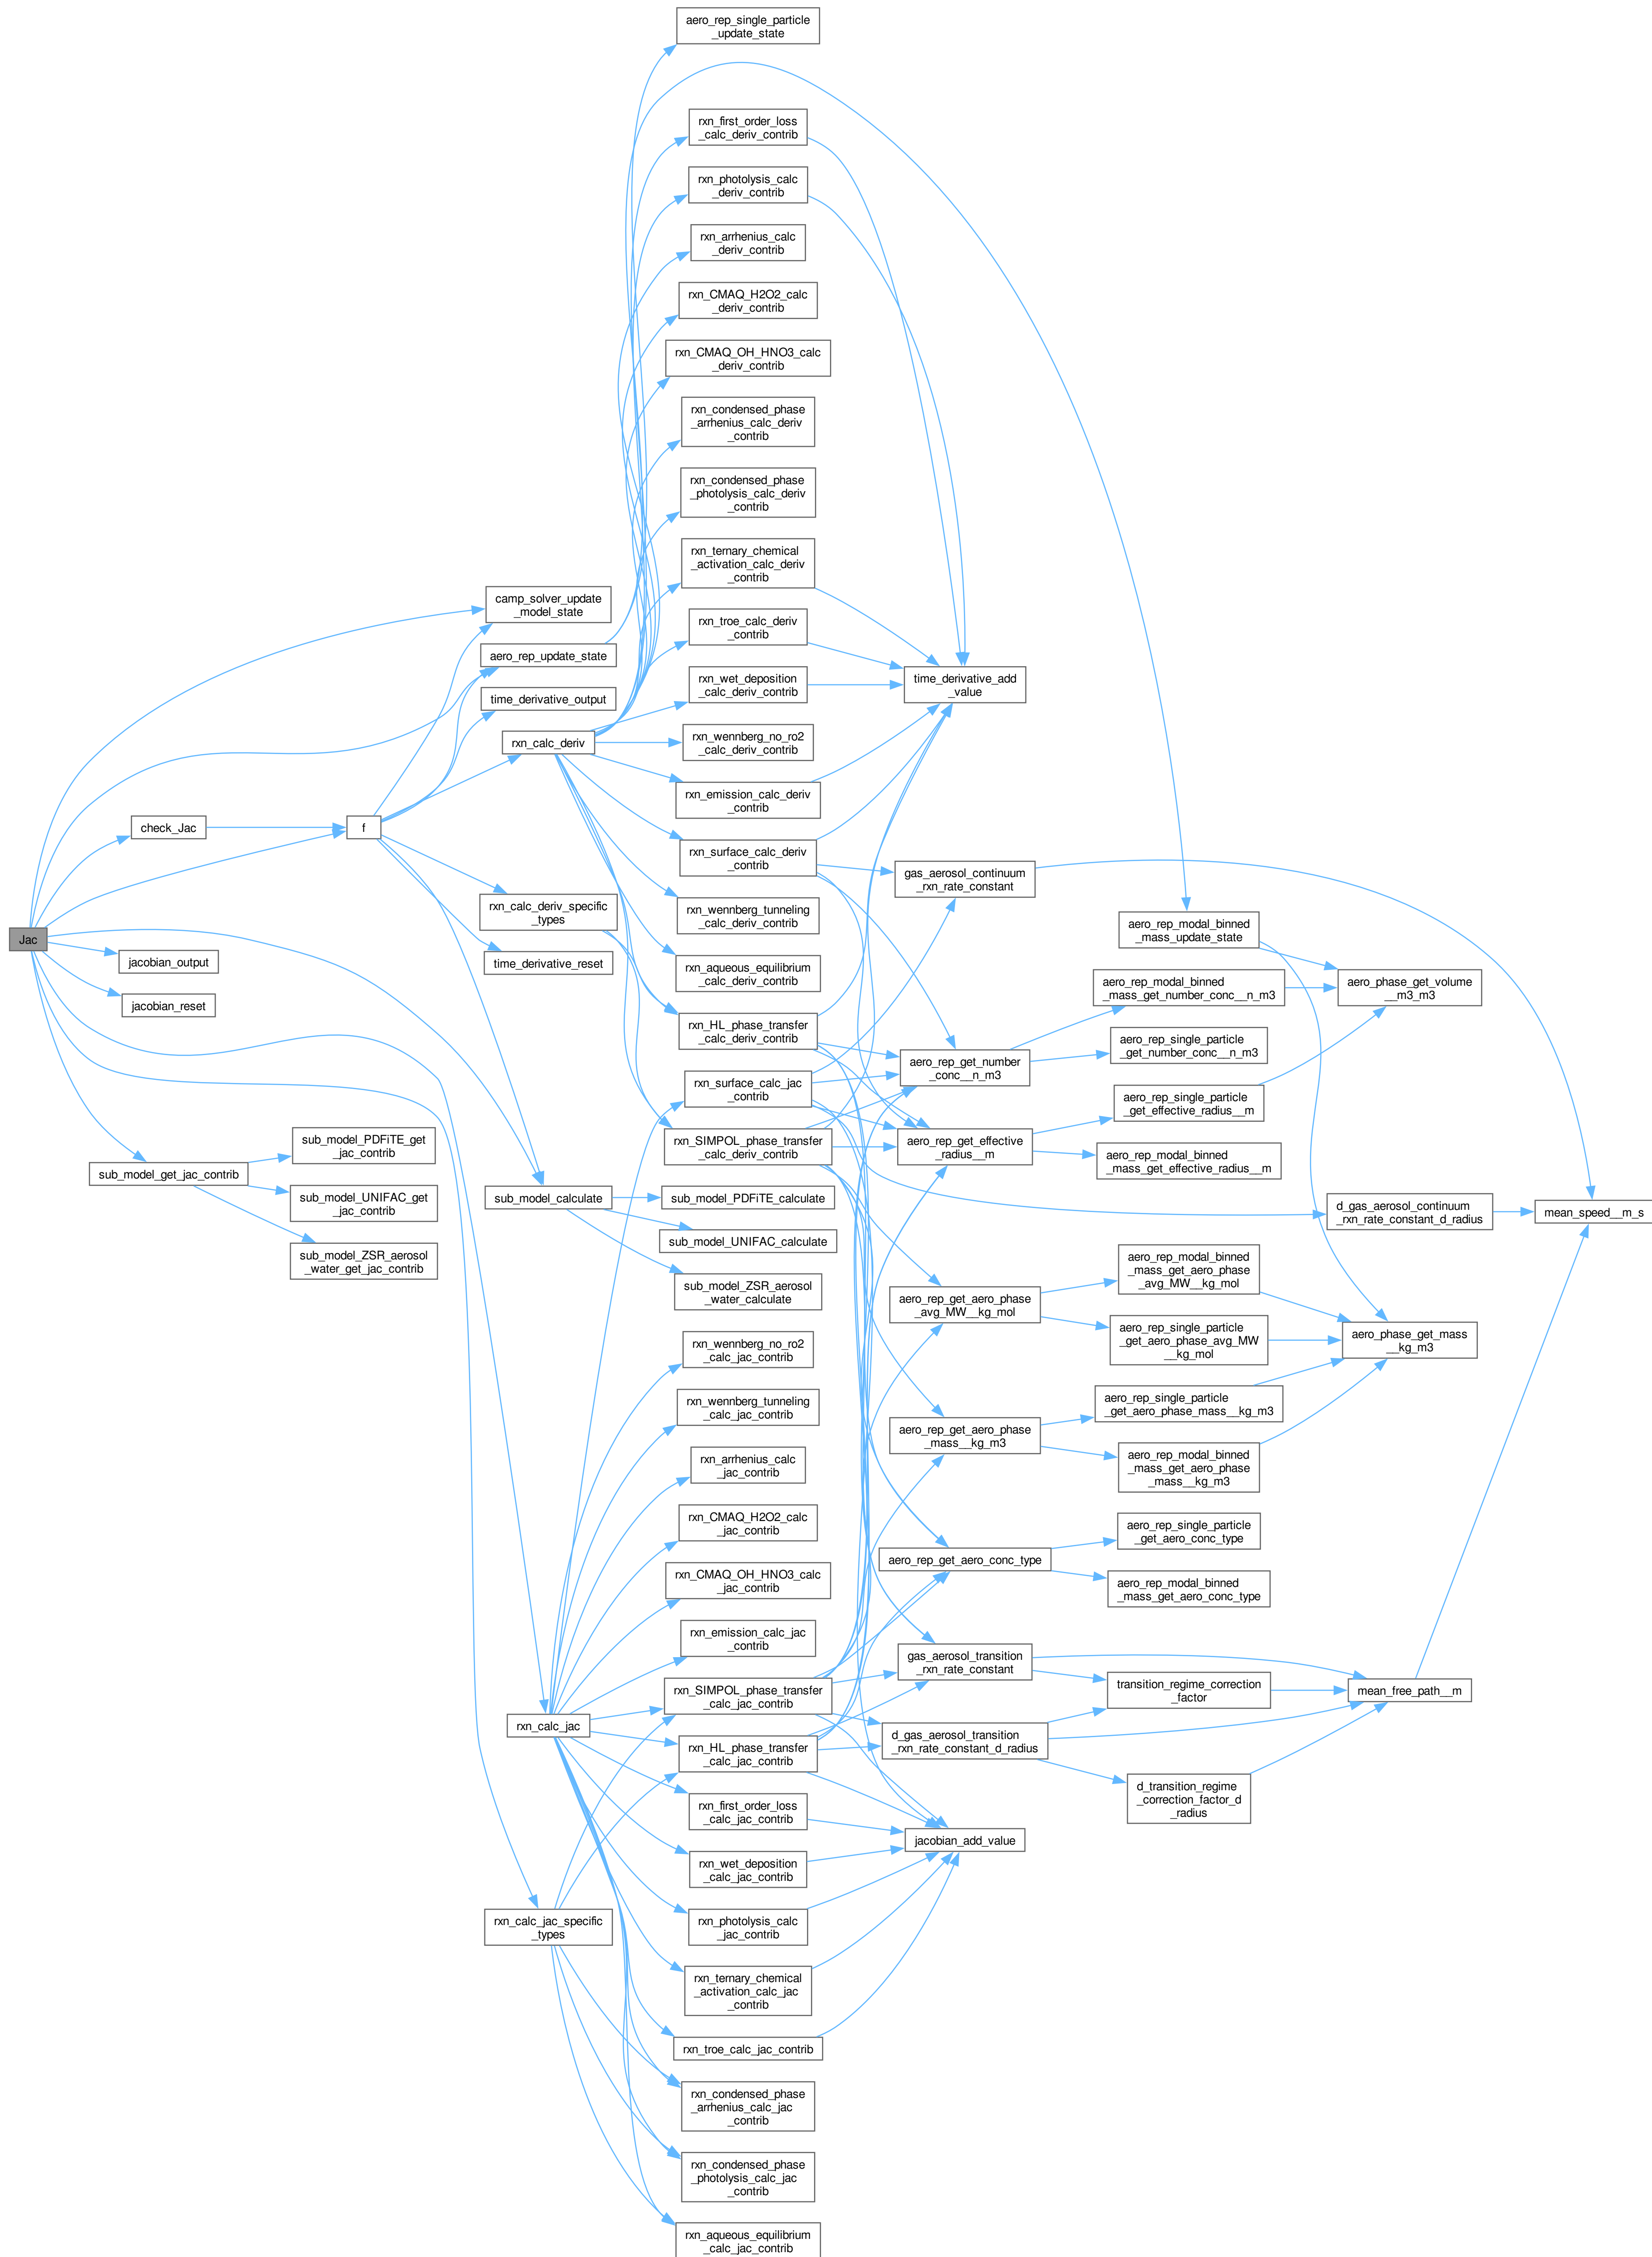 aero_rep_single_particle
_update_state
rxn_first_order_loss
_calc_deriv_contrib
rxn_photolysis_calc
_deriv_contrib
rxn_arrhenius_calc
_deriv_contrib
rxn_CMAQ_H2O2_calc
_deriv_contrib
rxn_CMAQ_OH_HNO3_calc
_deriv_contrib
rxn_condensed_phase
_arrhenius_calc_deriv
_contrib
rxn_condensed_phase
_photolysis_calc_deriv
_contrib
rxn_ternary_chemical
_activation_calc_deriv
_contrib
camp_solver_update
_model_state
rxn_troe_calc_deriv
_contrib
aero_rep_update_state
rxn_wet_deposition
_calc_deriv_contrib
time_derivative_add
_value
time_derivative_output
rxn_calc_deriv
rxn_wennberg_no_ro2
_calc_deriv_contrib
rxn_emission_calc_deriv
_contrib
check_Jac
f
rxn_surface_calc_deriv
_contrib
gas_aerosol_continuum
_rxn_rate_constant
rxn_calc_deriv_specific
_types
rxn_wennberg_tunneling
_calc_deriv_contrib
aero_rep_modal_binned
_mass_update_state
Jac
jacobian_output
time_derivative_reset
rxn_aqueous_equilibrium
_calc_deriv_contrib
aero_rep_modal_binned
_mass_get_number_conc__n_m3
aero_phase_get_volume
__m3_m3
jacobian_reset
rxn_HL_phase_transfer
_calc_deriv_contrib
aero_rep_get_number
_conc__n_m3
aero_rep_single_particle
_get_number_conc__n_m3
rxn_surface_calc_jac
_contrib
aero_rep_single_particle
_get_effective_radius__m
sub_model_PDFiTE_get
_jac_contrib
rxn_SIMPOL_phase_transfer
_calc_deriv_contrib
aero_rep_get_effective
_radius__m
aero_rep_modal_binned
_mass_get_effective_radius__m
sub_model_get_jac_contrib
sub_model_UNIFAC_get
_jac_contrib
sub_model_calculate
sub_model_PDFiTE_calculate
d_gas_aerosol_continuum
_rxn_rate_constant_d_radius
mean_speed__m_s
sub_model_ZSR_aerosol
_water_get_jac_contrib
sub_model_UNIFAC_calculate
sub_model_ZSR_aerosol
_water_calculate
aero_rep_get_aero_phase
_avg_MW__kg_mol
aero_rep_modal_binned
_mass_get_aero_phase
_avg_MW__kg_mol
aero_rep_single_particle
_get_aero_phase_avg_MW
__kg_mol
aero_phase_get_mass
__kg_m3
rxn_wennberg_no_ro2
_calc_jac_contrib
rxn_wennberg_tunneling
_calc_jac_contrib
aero_rep_single_particle
_get_aero_phase_mass__kg_m3
aero_rep_get_aero_phase
_mass__kg_m3
aero_rep_modal_binned
_mass_get_aero_phase
_mass__kg_m3
rxn_arrhenius_calc
_jac_contrib
rxn_CMAQ_H2O2_calc
_jac_contrib
aero_rep_single_particle
_get_aero_conc_type
aero_rep_get_aero_conc_type
rxn_CMAQ_OH_HNO3_calc
_jac_contrib
aero_rep_modal_binned
_mass_get_aero_conc_type
rxn_emission_calc_jac
_contrib
gas_aerosol_transition
_rxn_rate_constant
rxn_SIMPOL_phase_transfer
_calc_jac_contrib
transition_regime_correction
_factor
mean_free_path__m
rxn_calc_jac
rxn_HL_phase_transfer
_calc_jac_contrib
d_gas_aerosol_transition
_rxn_rate_constant_d_radius
d_transition_regime
_correction_factor_d
_radius
rxn_first_order_loss
_calc_jac_contrib
jacobian_add_value
rxn_wet_deposition
_calc_jac_contrib
rxn_calc_jac_specific
_types
rxn_photolysis_calc
_jac_contrib
rxn_ternary_chemical
_activation_calc_jac
_contrib
rxn_troe_calc_jac_contrib
rxn_condensed_phase
_arrhenius_calc_jac
_contrib
rxn_condensed_phase
_photolysis_calc_jac
_contrib
rxn_aqueous_equilibrium
_calc_jac_contrib